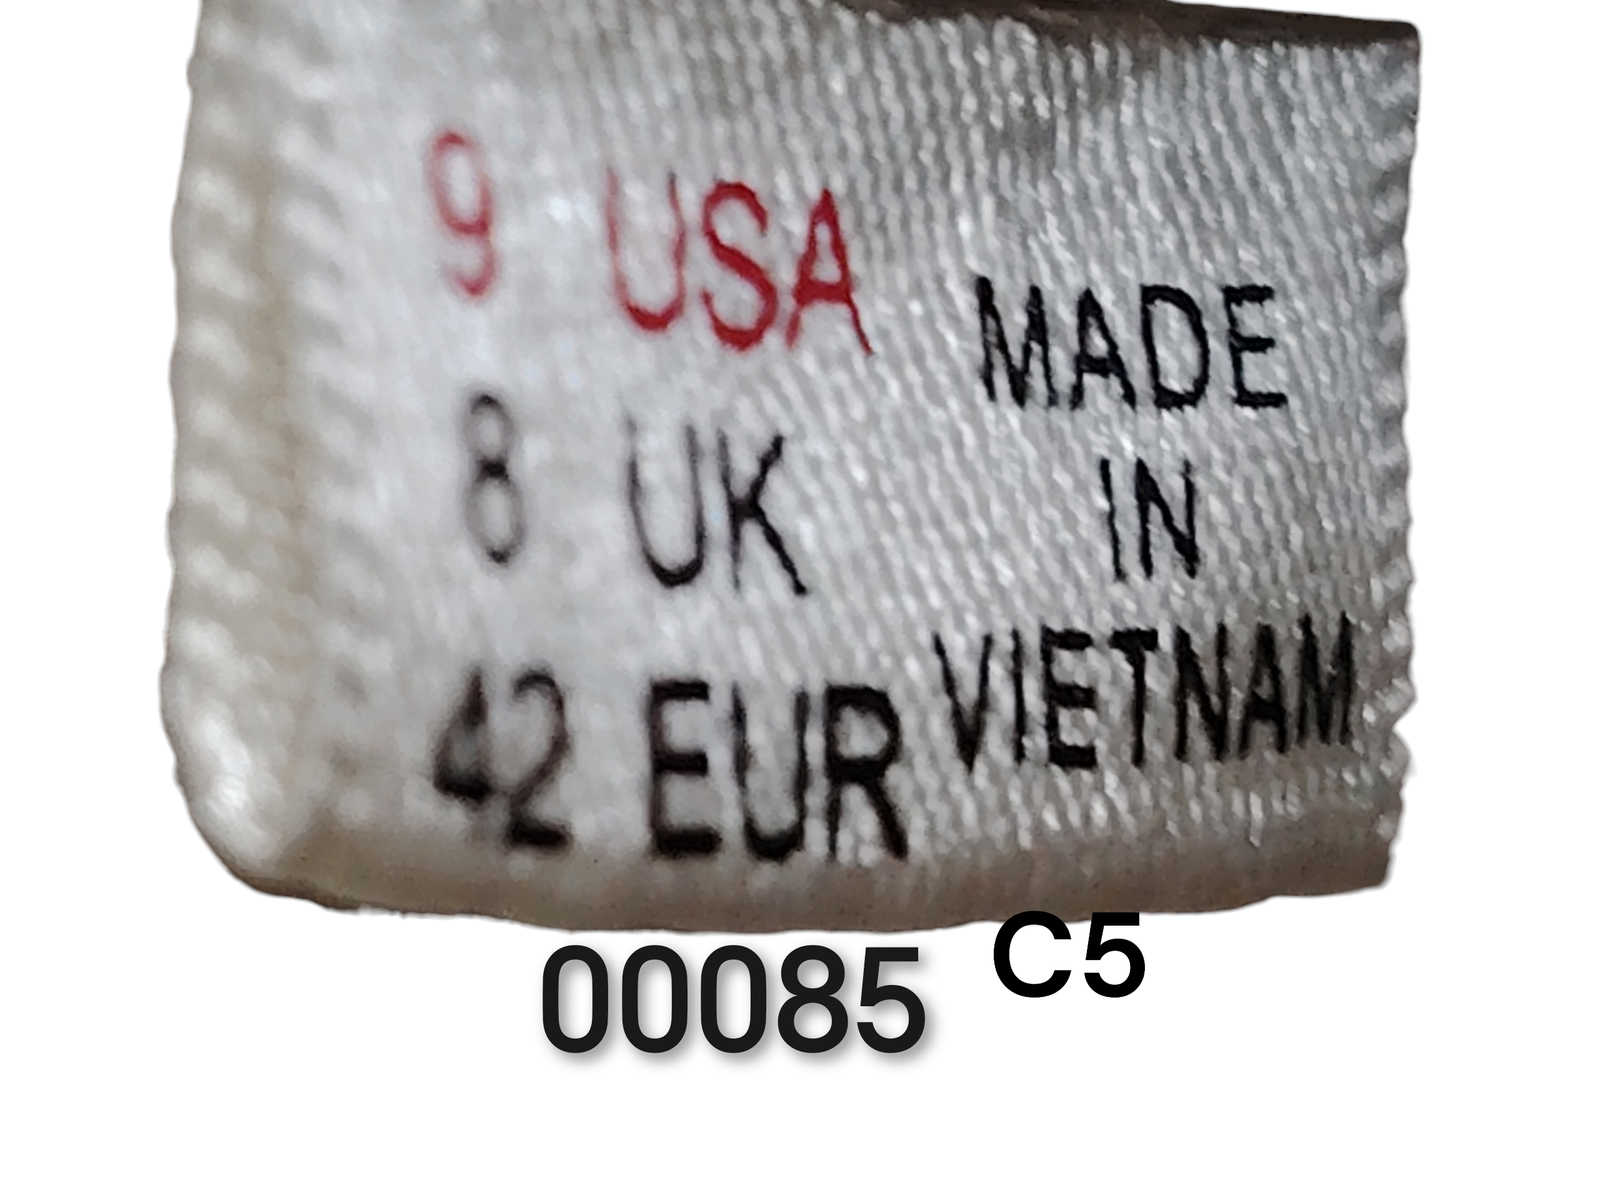 9 USA
8 UK
42 EUR
MADE
IN
VIETNAM
00085
C5